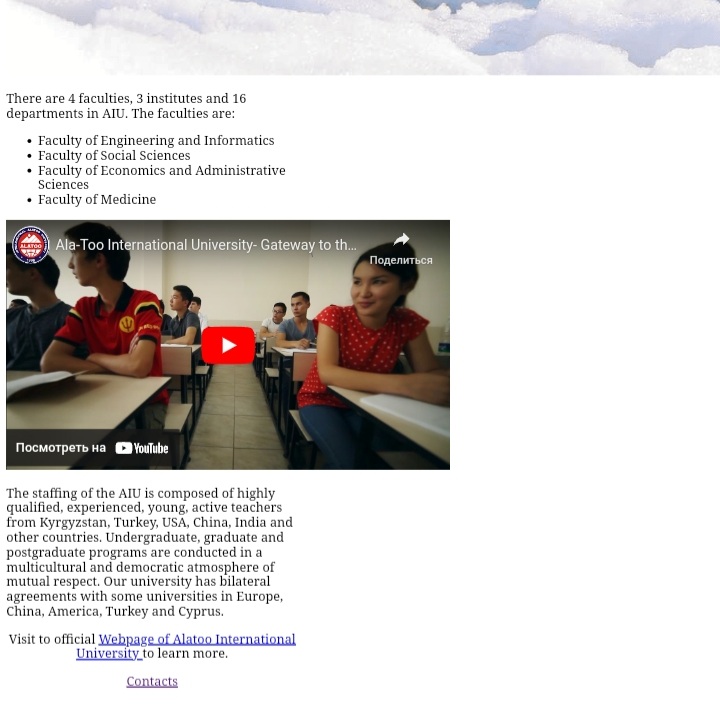 There are 4 faculties, 3 institutes and 16
departments in AIU. The faculties are:
• Faculty of Engineering and Informatics
• Faculty of Social Sciences
• Faculty of Economics and Administrative
Sciences
• Faculty of Medicine
ALATOO
Ala-Too International University- Gateway to th...
Поделиться
Посмотреть на YouTube
The staffing of the AIU is composed of highly
qualified, experienced, young, active teachers
from Kyrgyzstan, Turkey, USA, China, India and
other countries. Undergraduate, graduate and
postgraduate programs are conducted in a
multicultural and democratic atmosphere of
mutual respect. Our university has bilateral
agreements with some universities in Europe,
China, America, Turkey and Cyprus.
Visit to official Webpage of Alatoo International
University to learn more.
Contacts